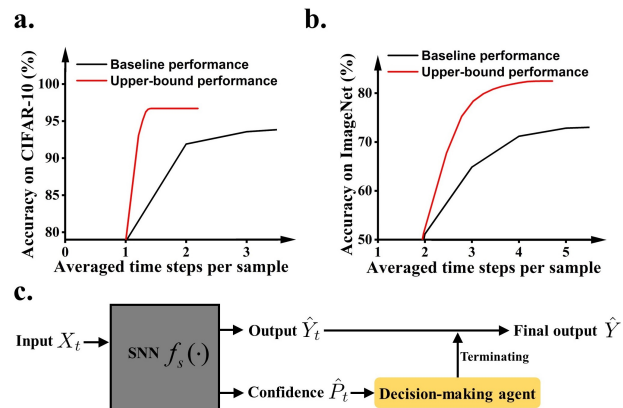 a.
Baseline performance
Upper-bound performance
Accuracy on CIFAR-10 (%)
100
95
90
85
80
0 1 2 3
Averaged time steps per sample
b.
Baseline performance
Upper-bound performance
Accuracy on ImageNet (%)
80
70
60
50
1 2 3 4 5
Averaged time steps per sample
c.
Input X_t
SNN f_s(·)
Output Ŷ_t
Final output Ŷ
Terminating
Confidence P̂_t
Decision-making agent